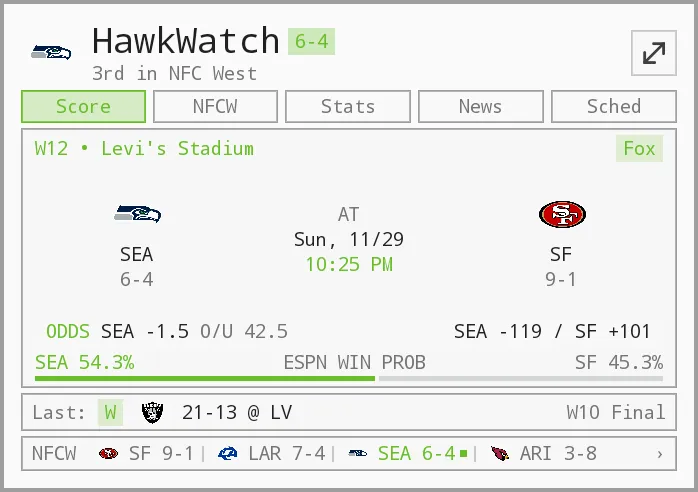 HawkWatch 6-4
3rd in NFC West
Score NFCW Stats News Sched
W12 • Levi's Stadium Fox
AT
Sun, 11/29
10:25 PM
SEA SF
6-4 9-1
ODDS SEA -1.5 O/U 42.5 SEA -119 / SF +101
SEA 54.3% ESPN WIN PROB SF 45.3%
Last: W 21-13 @ LV W10 Final
NFCW SF 9-1 | LAR 7-4 | SEA 6-4 | ARI 3-8 ›